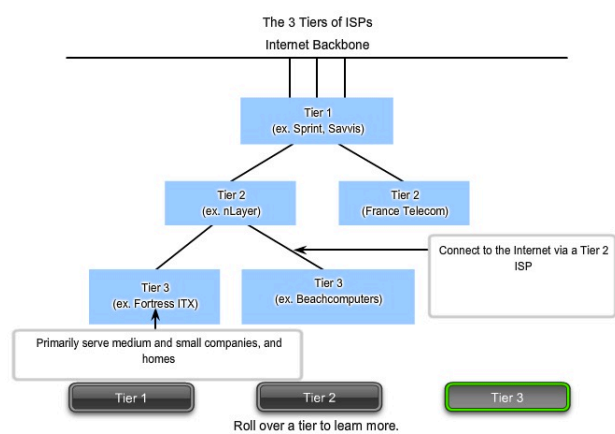 The 3 Tiers of ISPs
Internet Backbone
Tier 1
(ex. Sprint, Savvis)
Tier 2
(ex. nLayer)
Tier 2
(France Telecom)
Connect to the Internet via a Tier 2
ISP
Tier 3
(ex. Fortress ITX)
Tier 3
(ex. Beachcomputers)
Primarily serve medium and small companies, and
homes
Tier 1
Tier 2
Tier 3
Roll over a tier to learn more.